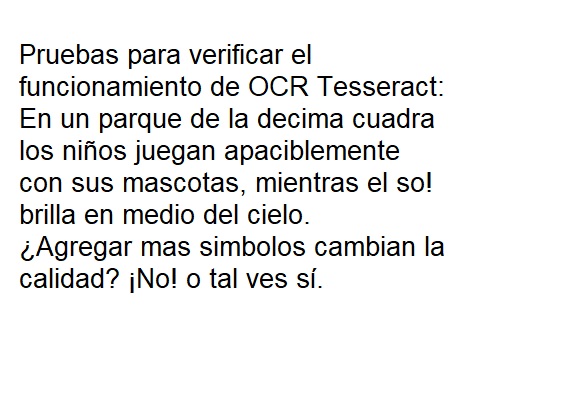 Pruebas para verificar el
funcionamiento de OCR Tesseract:
En un parque de la decima cuadra
los niños juegan apaciblemente
con sus mascotas, mientras el so!
brilla en medio del cielo.
¿Agregar mas simbolos cambian la
calidad? ¡No! o tal ves sí.